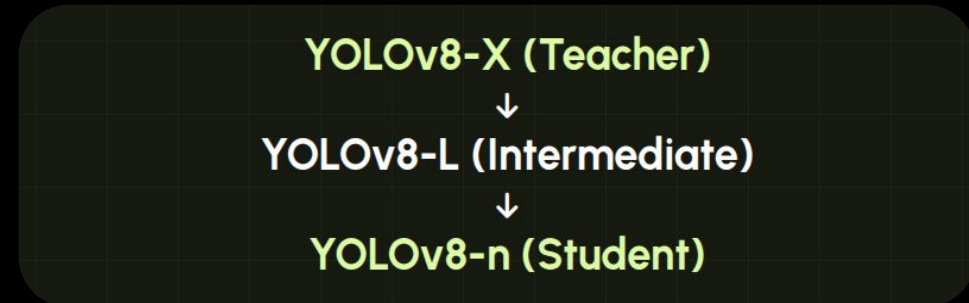 YOLOv8-X (Teacher)
↓
YOLOv8-L (Intermediate)
↓
YOLOv8-n (Student)